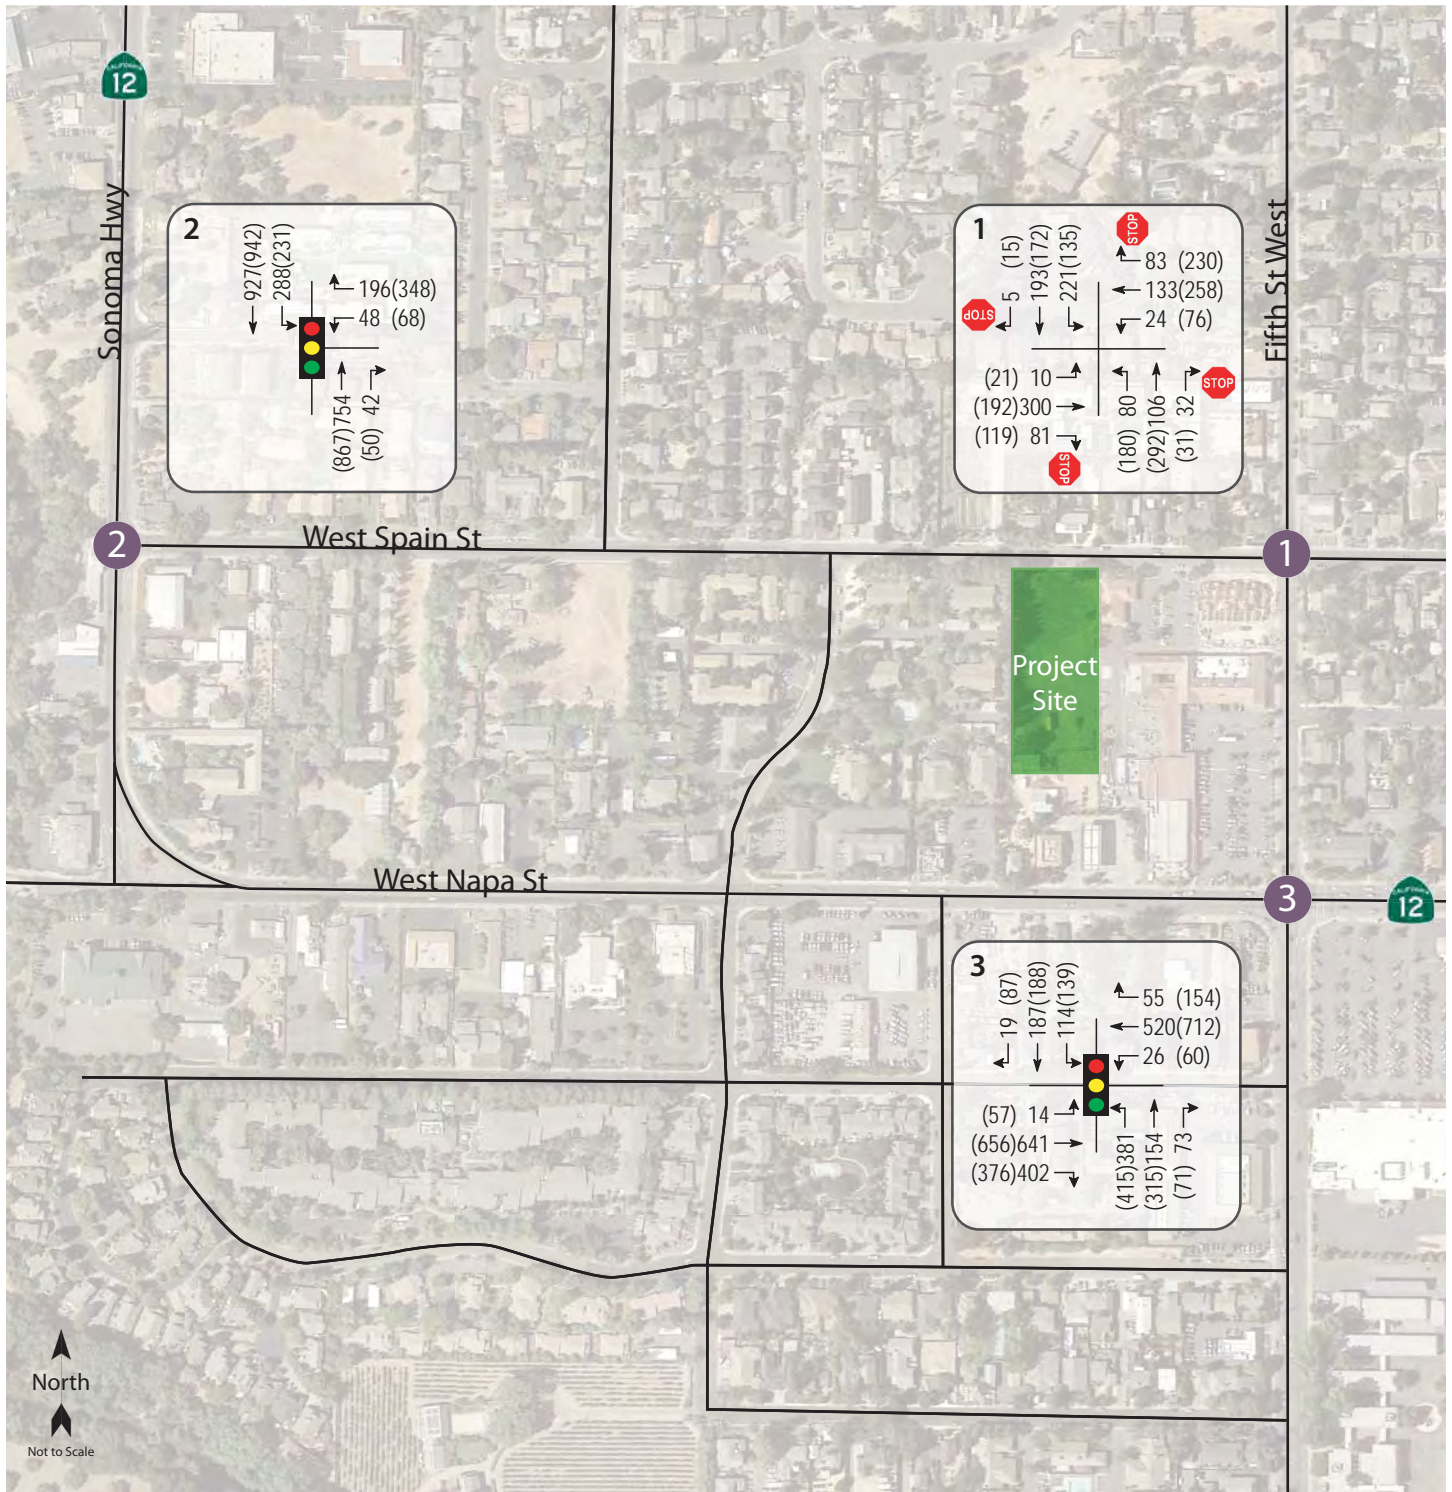 CALIFORNIA
12
Sonoma Hwy
Fifth St West
2
927(942)
288(231)
196(348)
48 (68)
(867)754
(50) 42
1
STOP
STOP
5 (15)
193(172)
221(135)
83 (230)
133(258)
24 (76)
(21) 10
(192)300
(119) 81
(180) 80
(292)106
(31) 32
STOP
STOP
2
West Spain St
1
Project
Site
West Napa St
3
CALIFORNIA
12
3
19 (87)
187(188)
114(139)
55 (154)
520(712)
26 (60)
(57) 14
(656)641
(376)402
(415)381
(315)154
(71) 73
North
Not to Scale